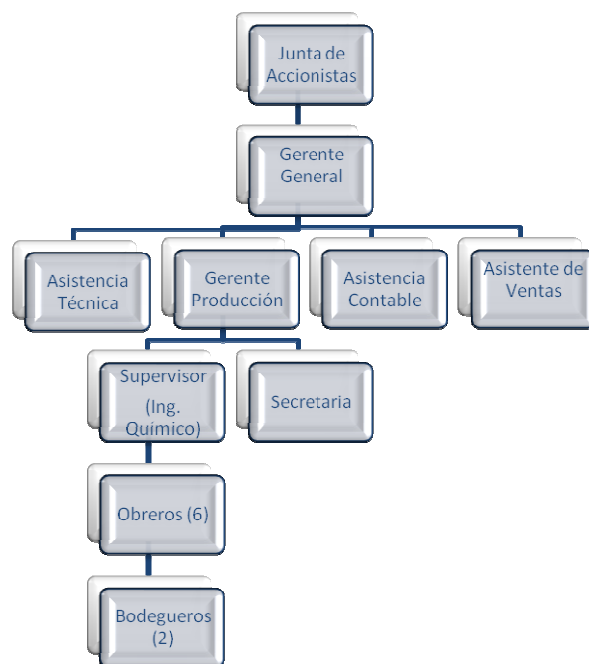 Junta de
Accionistas
Gerente
General
Asistencia
Técnica
Gerente
Producción
Asistencia
Contable
Asistente de
Ventas
Supervisor
(Ing.
Químico)
Secretaria
Obreros (6)
Bodegueros
(2)